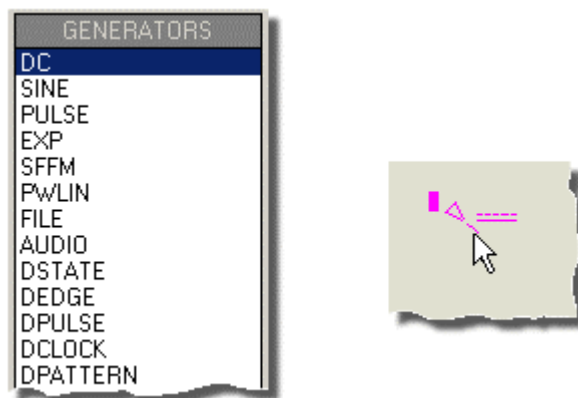 GENERATORS
DC
SINE
PULSE
EXP
SFFM
PWLIN
FILE
AUDIO
DSTATE
DEDGE
DPULSE
DCLOCK
DPATTERN